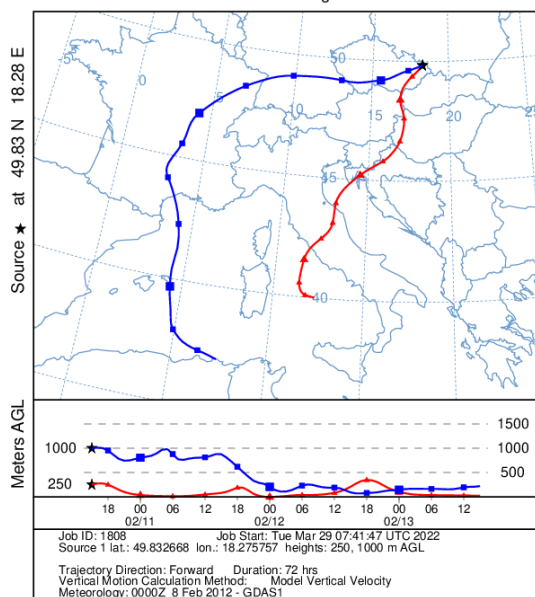 Source ★ at 49.83 N 18.28 E
-5
0
5
10
15
20
25
50
45
40
Meters AGL
1500
1000
1000
500
250
18 00 06 12 18 00 06 12 18 00 06 12
02/11 02/12 02/13
Job ID: 1808 Job Start: Tue Mar 29 07:41:47 UTC 2022
Source 1 lat.: 49.832668 lon.: 18.275757 heights: 250, 1000 m AGL
Trajectory Direction: Forward Duration: 72 hrs
Vertical Motion Calculation Method: Model Vertical Velocity
Meteorology: 0000Z 8 Feb 2012 - GDAS1